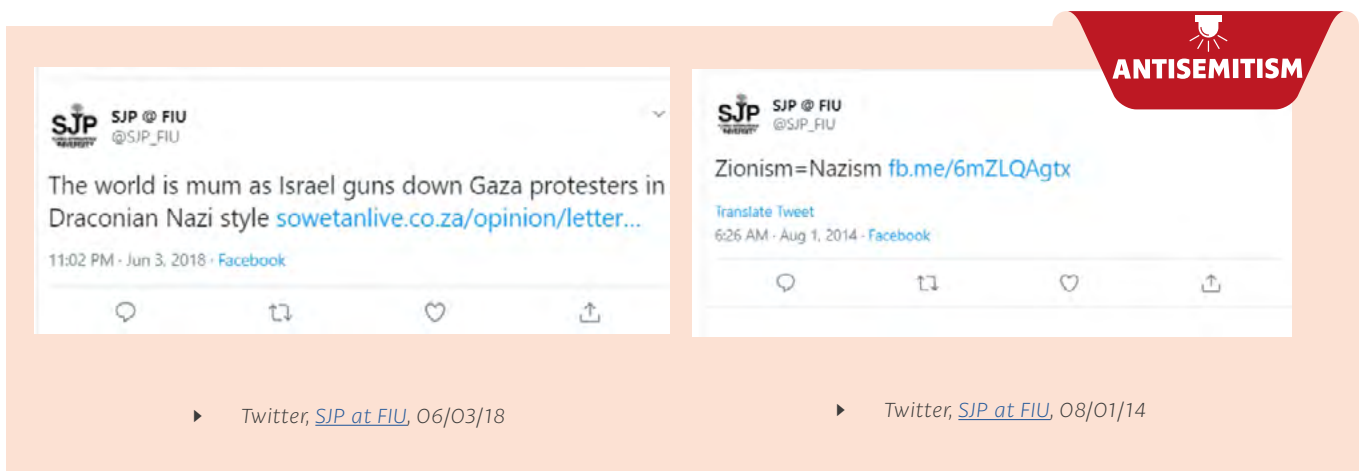 ANTISEMITISM
SJP
SJP @ FIU
@SJP_FIU
The world is mum as Israel guns down Gaza protesters in
Draconian Nazi style sowetanlive.co.za/opinion/letter...
11:02 PM · Jun 3, 2018 · Facebook
SJP
SJP @ FIU
@SJP_FIU
Zionism=Nazism fb.me/6mZLQAgtx
Translate Tweet
6:26 AM · Aug 1, 2014 · Facebook
Twitter, SJP at FIU, 06/03/18
Twitter, SJP at FIU, 08/01/14